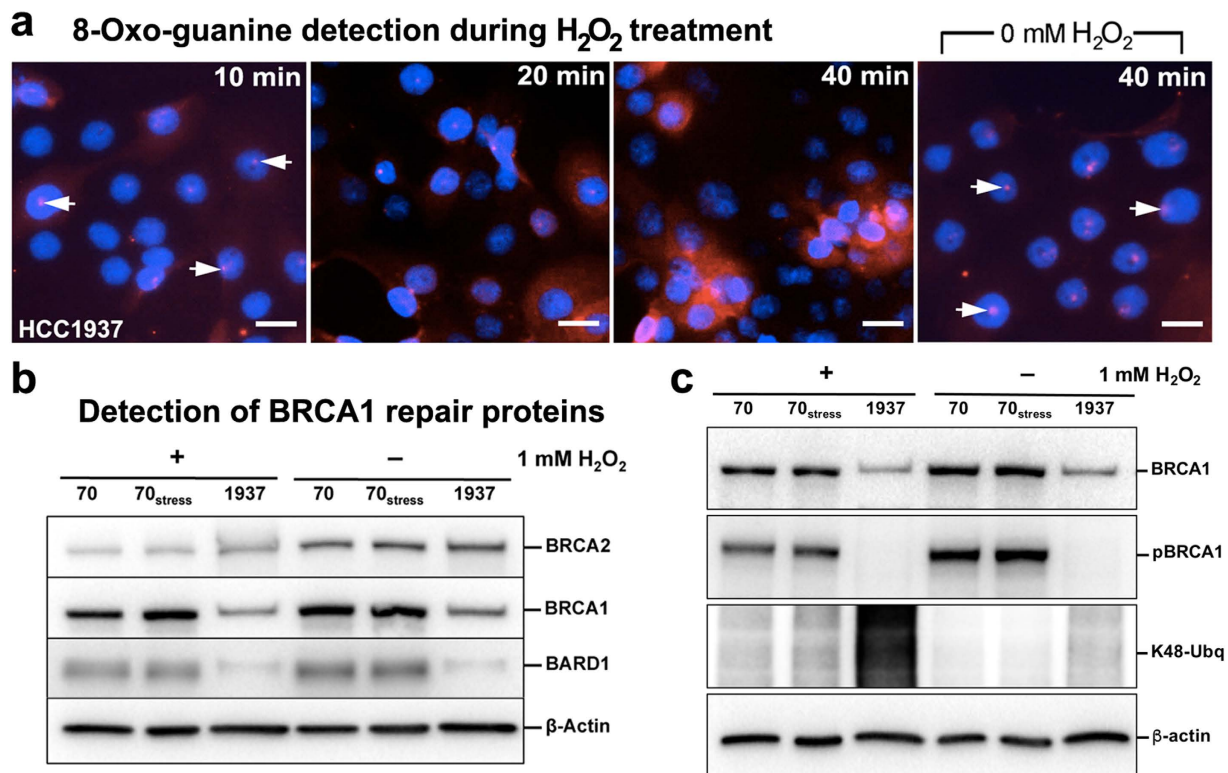 a 8-Oxo-guanine detection during H₂O₂ treatment
0 mM H₂O₂
10 min
20 min
40 min
40 min
HCC1937
b
Detection of BRCA1 repair proteins
+ − 1 mM H₂O₂
70 70stress 1937 70 70stress 1937
BRCA2
BRCA1
BARD1
β-Actin
c
+ − 1 mM H₂O₂
70 70stress 1937 70 70stress 1937
BRCA1
pBRCA1
K48-Ubq
β-actin